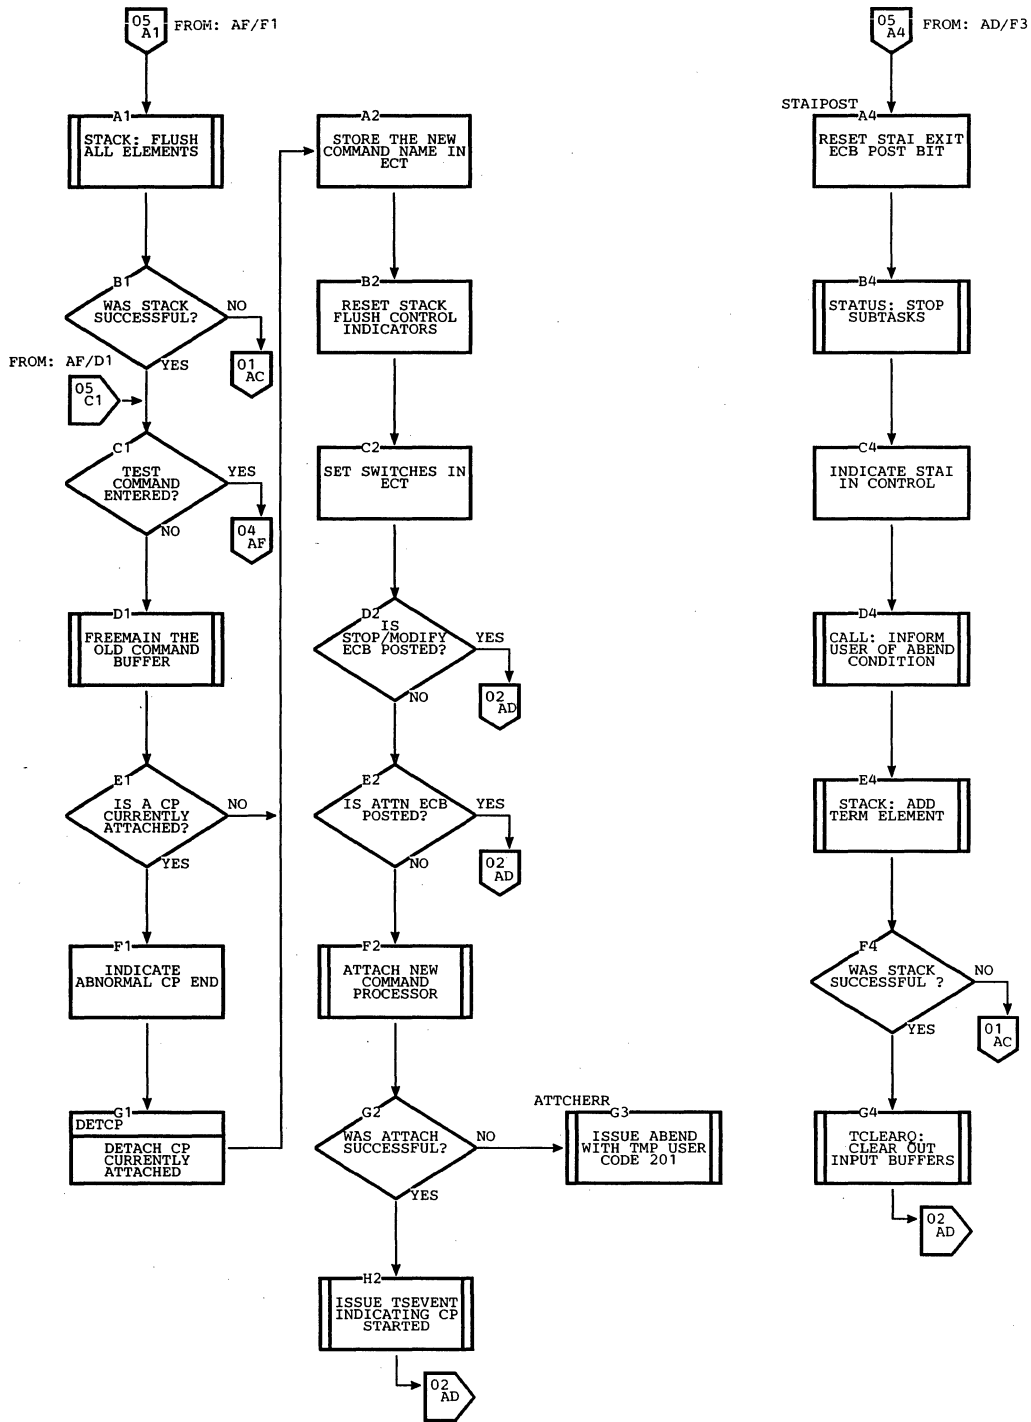 05
A1
FROM: AF/F1
A1
STACK: FLUSH
ALL ELEMENTS
B1
WAS STACK
SUCCESSFUL?
NO
01
AC
YES
FROM: AF/D1
05
C1
C1
TEST
COMMAND
ENTERED?
YES
04
AF
NO
D1
FREEMAIN THE
OLD COMMAND
BUFFER
E1
IS A CP
CURRENTLY
ATTACHED?
NO
YES
F1
INDICATE
ABNORMAL CP END
G1
DETCP
DETACH CP
CURRENTLY
ATTACHED
A2
STORE THE NEW
COMMAND NAME IN
ECT
B2
RESET STACK
FLUSH CONTROL
INDICATORS
C2
SET SWITCHES IN
ECT
D2
IS
STOP/MODIFY
ECB POSTED?
YES
02
AD
NO
E2
IS ATTN ECB
POSTED?
YES
02
AD
NO
F2
ATTACH NEW
COMMAND
PROCESSOR
G2
WAS ATTACH
SUCCESSFUL?
NO
YES
ATTCHERR
G3
ISSUE ABEND
WITH TMP USER
CODE 201
H2
ISSUE TSEVENT
INDICATING CP
STARTED
02
AD
05
A4
FROM: AD/F3
STAIPOST
A4
RESET STAI EXIT
ECB POST BIT
B4
STATUS: STOP
SUBTASKS
C4
INDICATE STAI
IN CONTROL
D4
CALL: INFORM
USER OF ABEND
CONDITION
E4
STACK: ADD
TERM ELEMENT
F4
WAS STACK
SUCCESSFUL ?
NO
01
AC
YES
G4
TCLEARQ:
CLEAR OUT
INPUT BUFFERS
02
AD